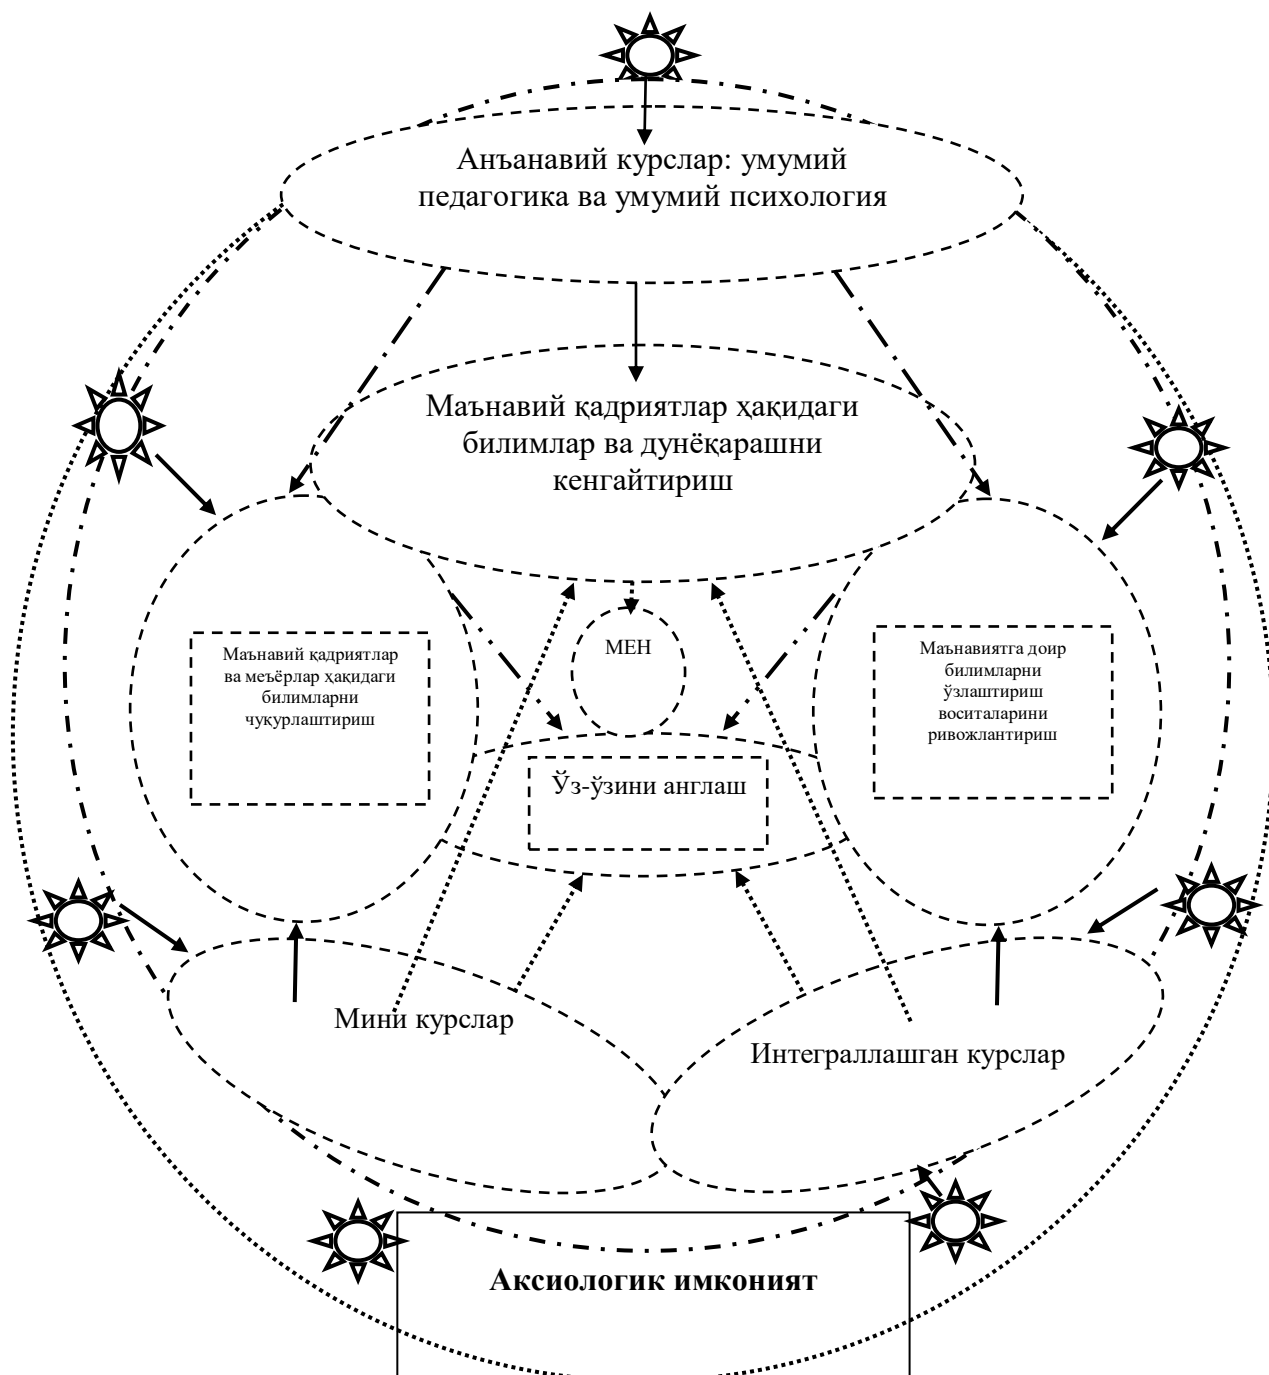 Анъанавий курслар: умумий
педагогика ва умумий психология
Маънавий қадриятлар ҳақидаги
билимлар ва дунёқарашни
кенгайтириш
МЕН
Маънавий қадриятлар
ва меъёрлар ҳақидаги
билимларни
чуқурлаштириш
Маънавиятга доир
билимларни
ўзлаштириш
воситаларини
ривожлантириш
Ўз-ўзини англаш
Мини курслар
Интеграллашган курслар
Аксиологик имконият